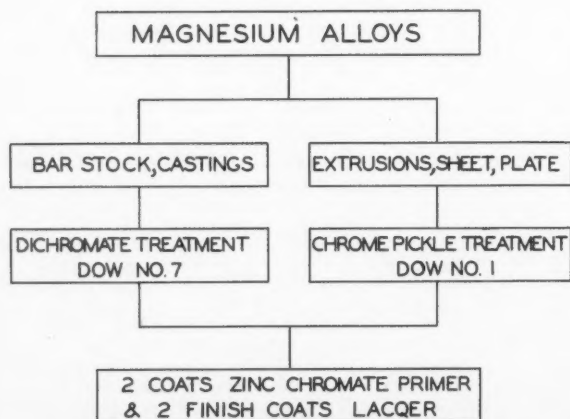 MAGNESIUM ALLOYS
BAR STOCK, CASTINGS
EXTRUSIONS, SHEET, PLATE
DICHROMATE TREATMENT
DOW NO. 7
CHROME PICKLE TREATMENT
DOW NO. 1
2 COATS ZINC CHROMATE PRIMER
& 2 FINISH COATS LACQER